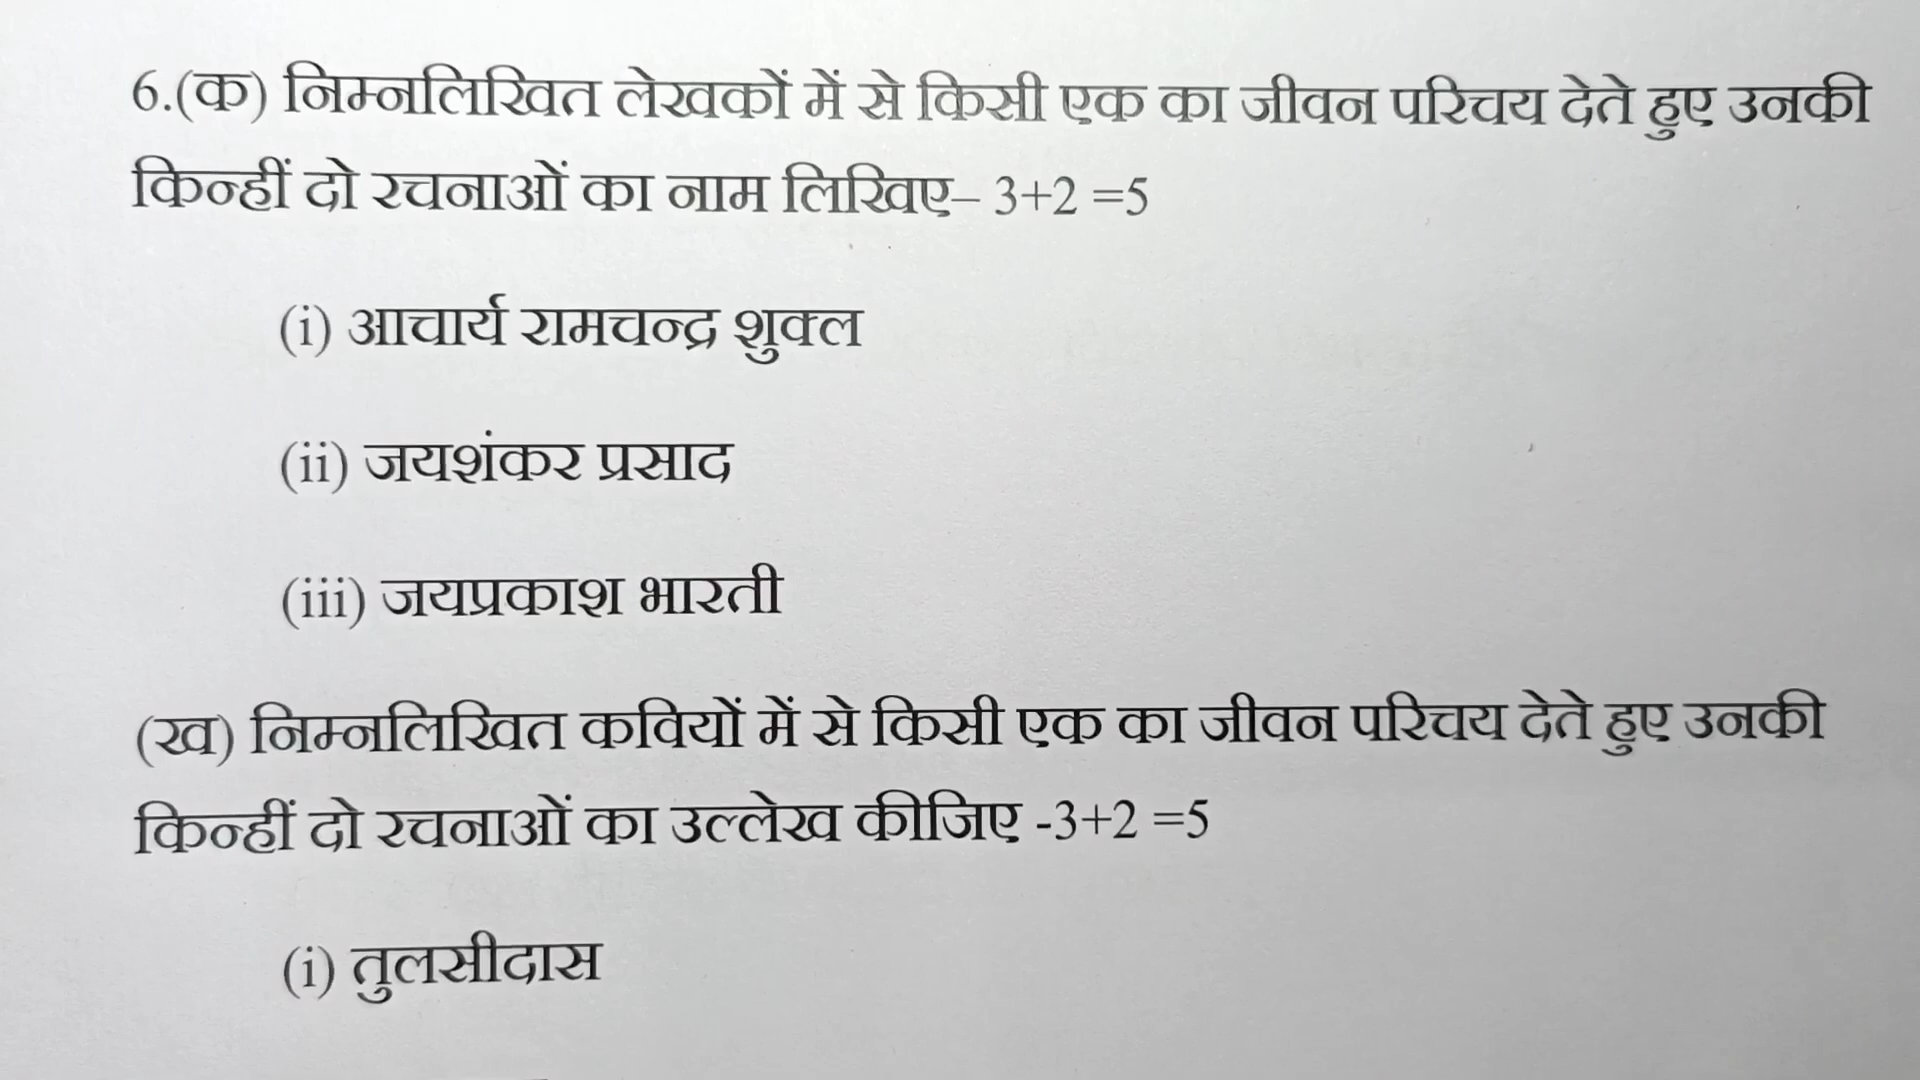 6.(क) निम्नलिखित लेखकों में से किसी एक का जीवन परिचय देते हुए उनकी
किन्हीं दो रचनाओं का नाम लिखिए– 3+2 =5
(i) आचार्य रामचन्द्र शुक्ल
(ii) जयशंकर प्रसाद
(iii) जयप्रकाश भारती
(ख) निम्नलिखित कवियों में से किसी एक का जीवन परिचय देते हुए उनकी
किन्हीं दो रचनाओं का उल्लेख कीजिए -3+2 =5
(i) तुलसीदास